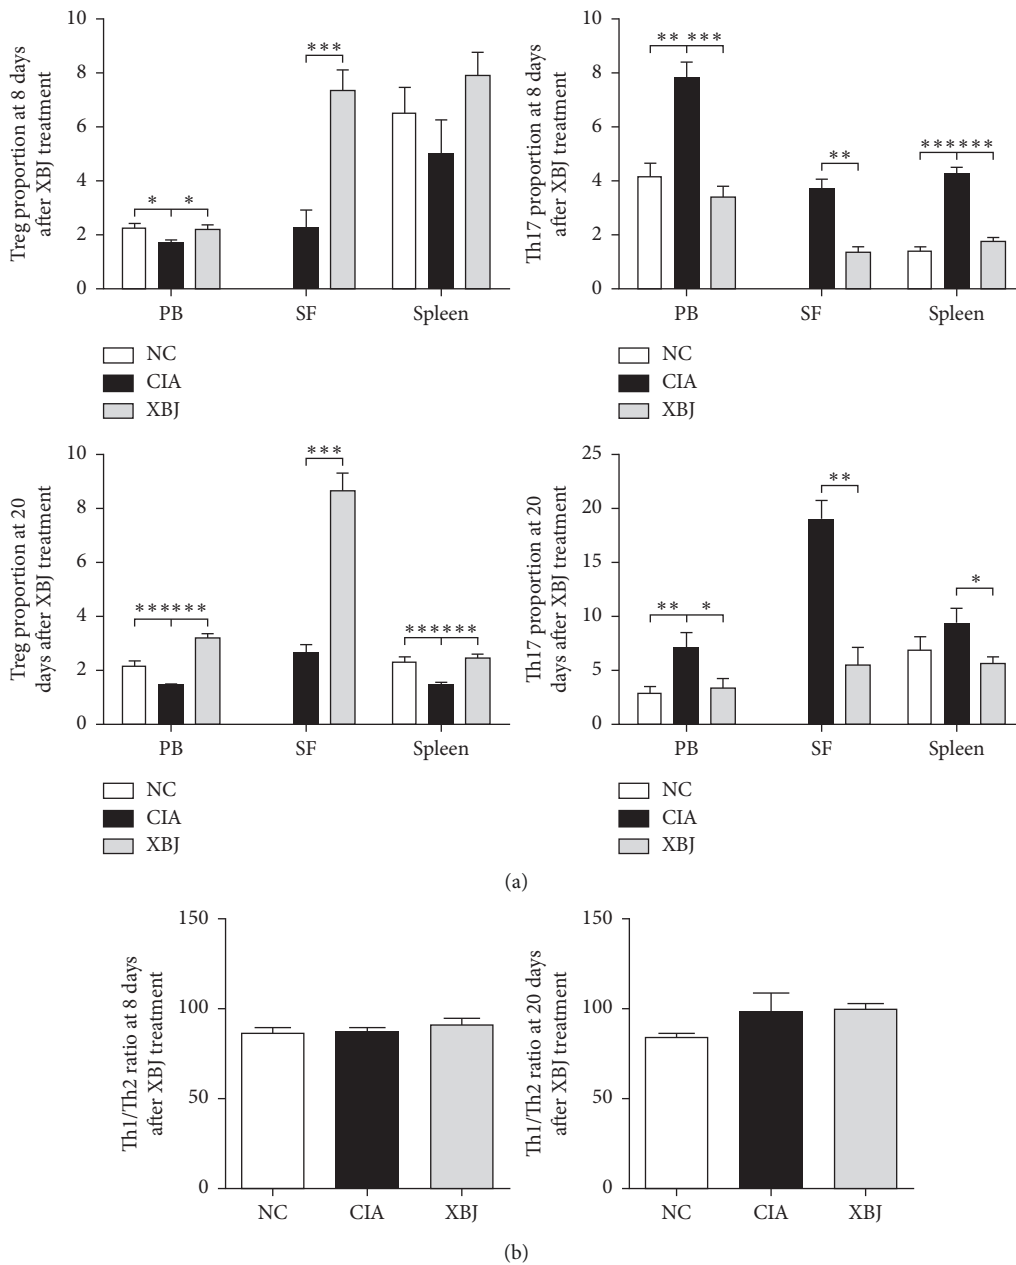 Treg proportion at 8 days
after XBJ treatment
10
8
6
4
2
0
***
* *
PB SF Spleen
NC
CIA
XBJ
Th17 proportion at 8 days
after XBJ treatment
10
8
6
4
2
0
** ***
**
******
PB SF Spleen
NC
CIA
XBJ
Treg proportion at 20
days after XBJ treatment
10
8
6
4
2
0
***
******
******
PB SF Spleen
NC
CIA
XBJ
Th17 proportion at 20
days after XBJ treatment
25
20
15
10
5
0
**
** *
*
PB SF Spleen
NC
CIA
XBJ
(a)
Th1/Th2 ratio at 8 days
after XBJ treatment
150
100
50
0
NC CIA XBJ
Th1/Th2 ratio at 20 days
after XBJ treatment
150
100
50
0
NC CIA XBJ
(b)